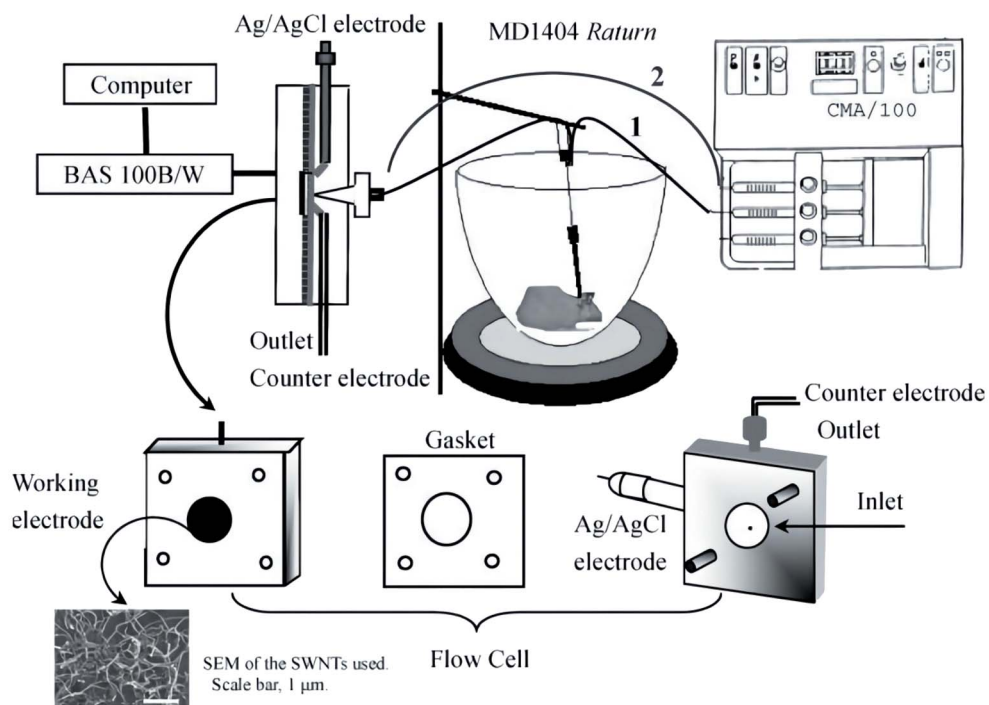 Ag/AgCl electrode
MD1404 Raturn
Computer
BAS 100B/W
2
1
CMA/100
Outlet
Counter electrode
Counter electrode
Outlet
Gasket
Working
electrode
Inlet
Ag/AgCl
electrode
Flow Cell
SEM of the SWNTs used.
Scale bar, 1 μm.